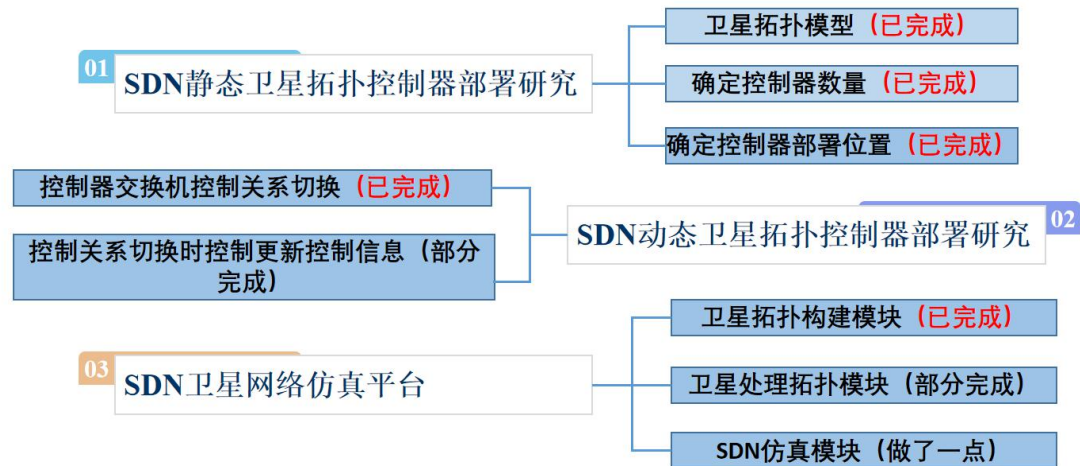 01
SDN静态卫星拓扑控制器部署研究
卫星拓扑模型（已完成）
确定控制器数量（已完成）
确定控制器部署位置（已完成）
02
SDN动态卫星拓扑控制器部署研究
控制器交换机控制关系切换（已完成）
控制关系切换时控制更新控制信息（部分
完成）
03
SDN卫星网络仿真平台
卫星拓扑构建模块（已完成）
卫星处理拓扑模块（部分完成）
SDN仿真模块（做了一点）